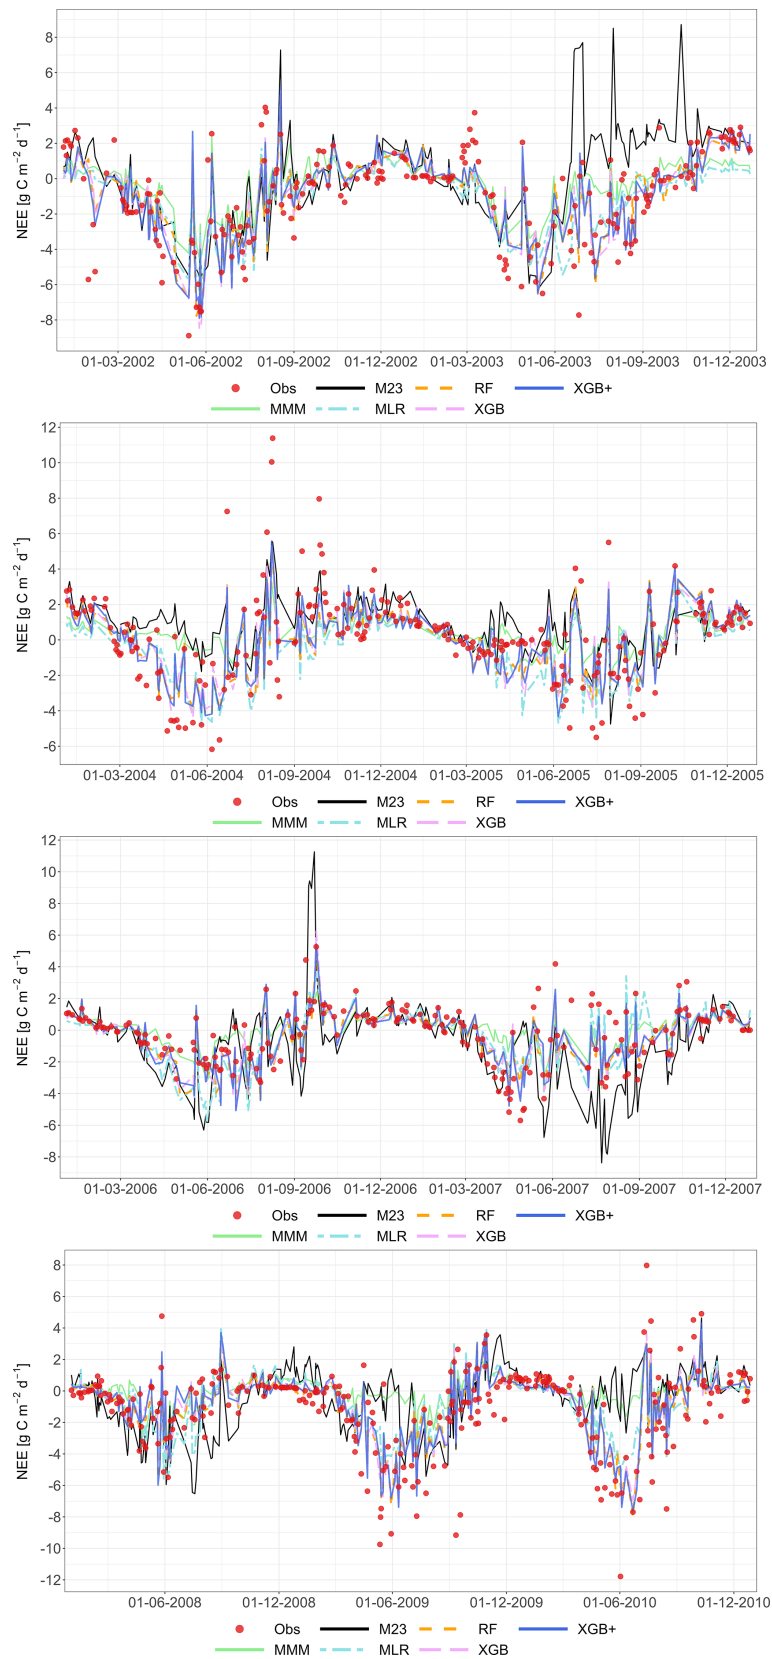 8
6
4
2
0
-2
-4
-6
-8
NEE [g C m⁻² d⁻¹]
01-03-2002 01-06-2002 01-09-2002 01-12-2002 01-03-2003 01-06-2003 01-09-2003 01-12-2003
Obs M23 RF XGB+
MMM MLR XGB
12
10
8
6
4
2
0
-2
-4
-6
NEE [g C m⁻² d⁻¹]
01-03-2004 01-06-2004 01-09-2004 01-12-2004 01-03-2005 01-06-2005 01-09-2005 01-12-2005
Obs M23 RF XGB+
MMM MLR XGB
12
10
8
6
4
2
0
-2
-4
-6
-8
NEE [g C m⁻² d⁻¹]
01-03-2006 01-06-2006 01-09-2006 01-12-2006 01-03-2007 01-06-2007 01-09-2007 01-12-2007
Obs M23 RF XGB+
MMM MLR XGB
8
6
4
2
0
-2
-4
-6
-8
-10
-12
NEE [g C m⁻² d⁻¹]
01-06-2008 01-12-2008 01-06-2009 01-12-2009 01-06-2010 01-12-2010
Obs M23 RF XGB+
MMM MLR XGB